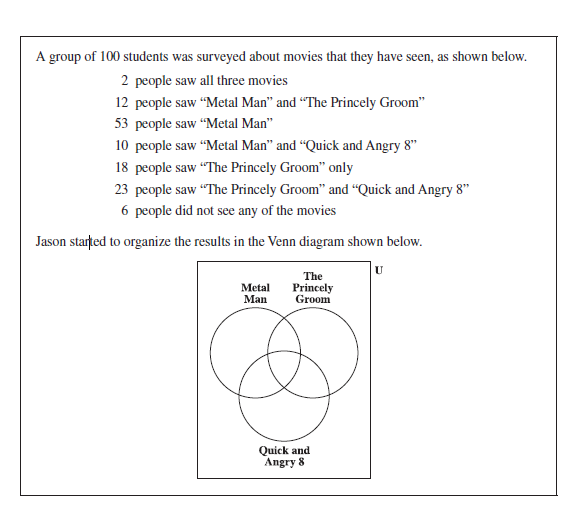 A group of 100 students was surveyed about movies that they have seen, as shown below.
2 people saw all three movies
12 people saw “Metal Man” and “The Princely Groom”
53 people saw “Metal Man”
10 people saw “Metal Man” and “Quick and Angry 8”
18 people saw “The Princely Groom” only
23 people saw “The Princely Groom” and “Quick and Angry 8”
6 people did not see any of the movies
Jason started to organize the results in the Venn diagram shown below.
U
The
Metal Princely
Man Groom
Quick and
Angry 8